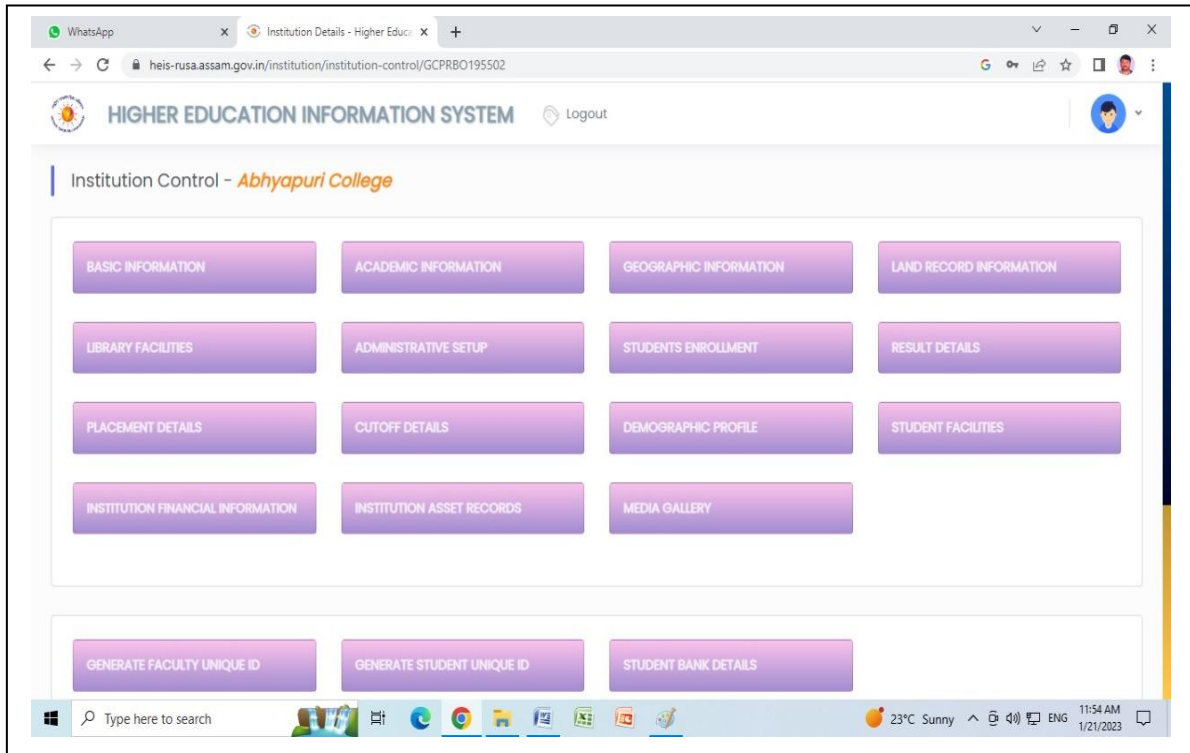 WhatsApp
Institution Details - Higher Educa
heis-rusa.assam.gov.in/institution/institution-control/GCPRBO195502
HIGHER EDUCATION INFORMATION SYSTEM Logout
Institution Control - Abhyapuri College
BASIC INFORMATION ACADEMIC INFORMATION GEOGRAPHIC INFORMATION LAND RECORD INFORMATION
LIBRARY FACILITIES ADMINISTRATIVE SETUP STUDENTS ENROLLMENT RESULT DETAILS
PLACEMENT DETAILS CUTOFF DETAILS DEMOGRAPHIC PROFILE STUDENT FACILITIES
INSTITUTION FINANCIAL INFORMATION INSTITUTION ASSET RECORDS MEDIA GALLERY
GENERATE FACULTY UNIQUE ID GENERATE STUDENT UNIQUE ID STUDENT BANK DETAILS
Type here to search 23°C Sunny ENG 11:54 AM
1/21/2023